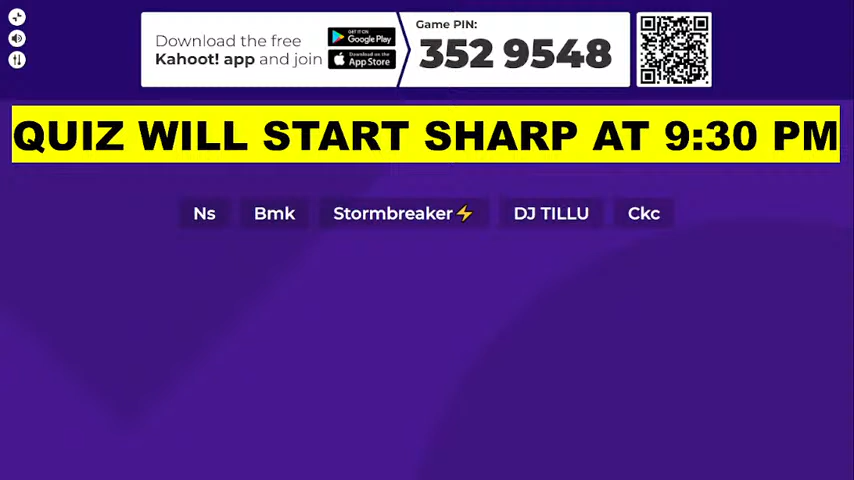 Download the free
Kahoot! app and join
GET IT ON
Google Play
Download on the
App Store
Game PIN:
352 9548
QUIZ WILL START SHARP AT 9:30 PM
Ns Bmk Stormbreaker⚡ DJ TILLU Ckc